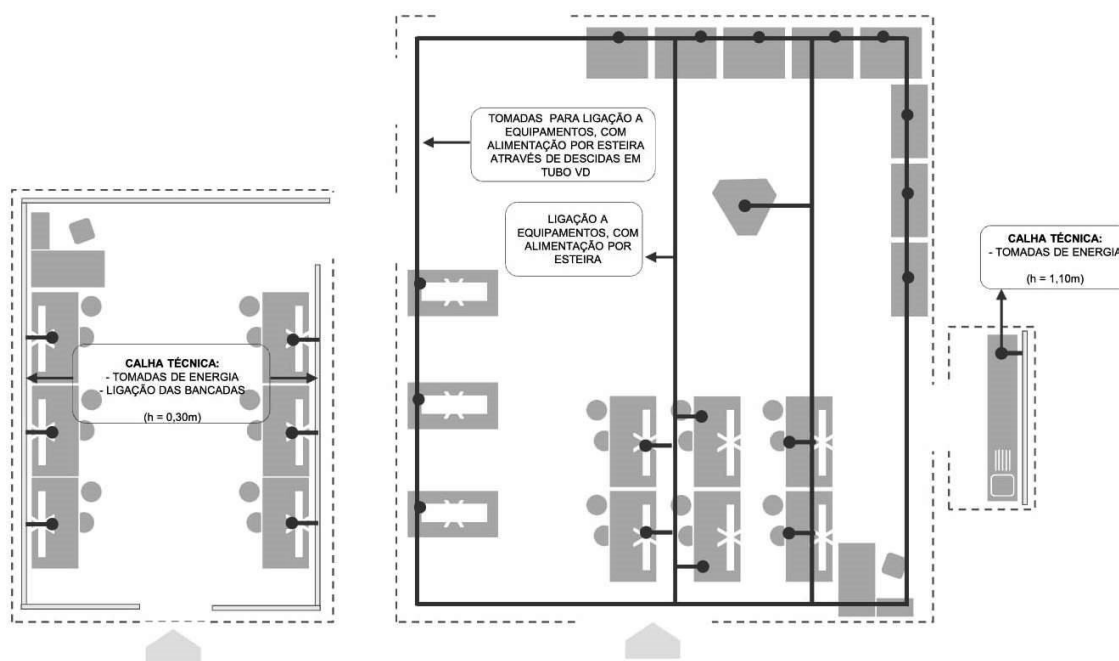 TOMADAS PARA LIGAÇÃO A
EQUIPAMENTOS, COM
ALIMENTAÇÃO POR ESTEIRA
ATRAVÉS DE DESCIDAS EM
TUBO VD
LIGAÇÃO A
EQUIPAMENTOS, COM
ALIMENTAÇÃO POR
ESTEIRA
CALHA TÉCNICA:
- TOMADAS DE ENERGIA
(h = 1,10m)
CALHA TÉCNICA:
- TOMADAS DE ENERGIA
- LIGAÇÃO DAS BANCADAS
(h = 0,30m)